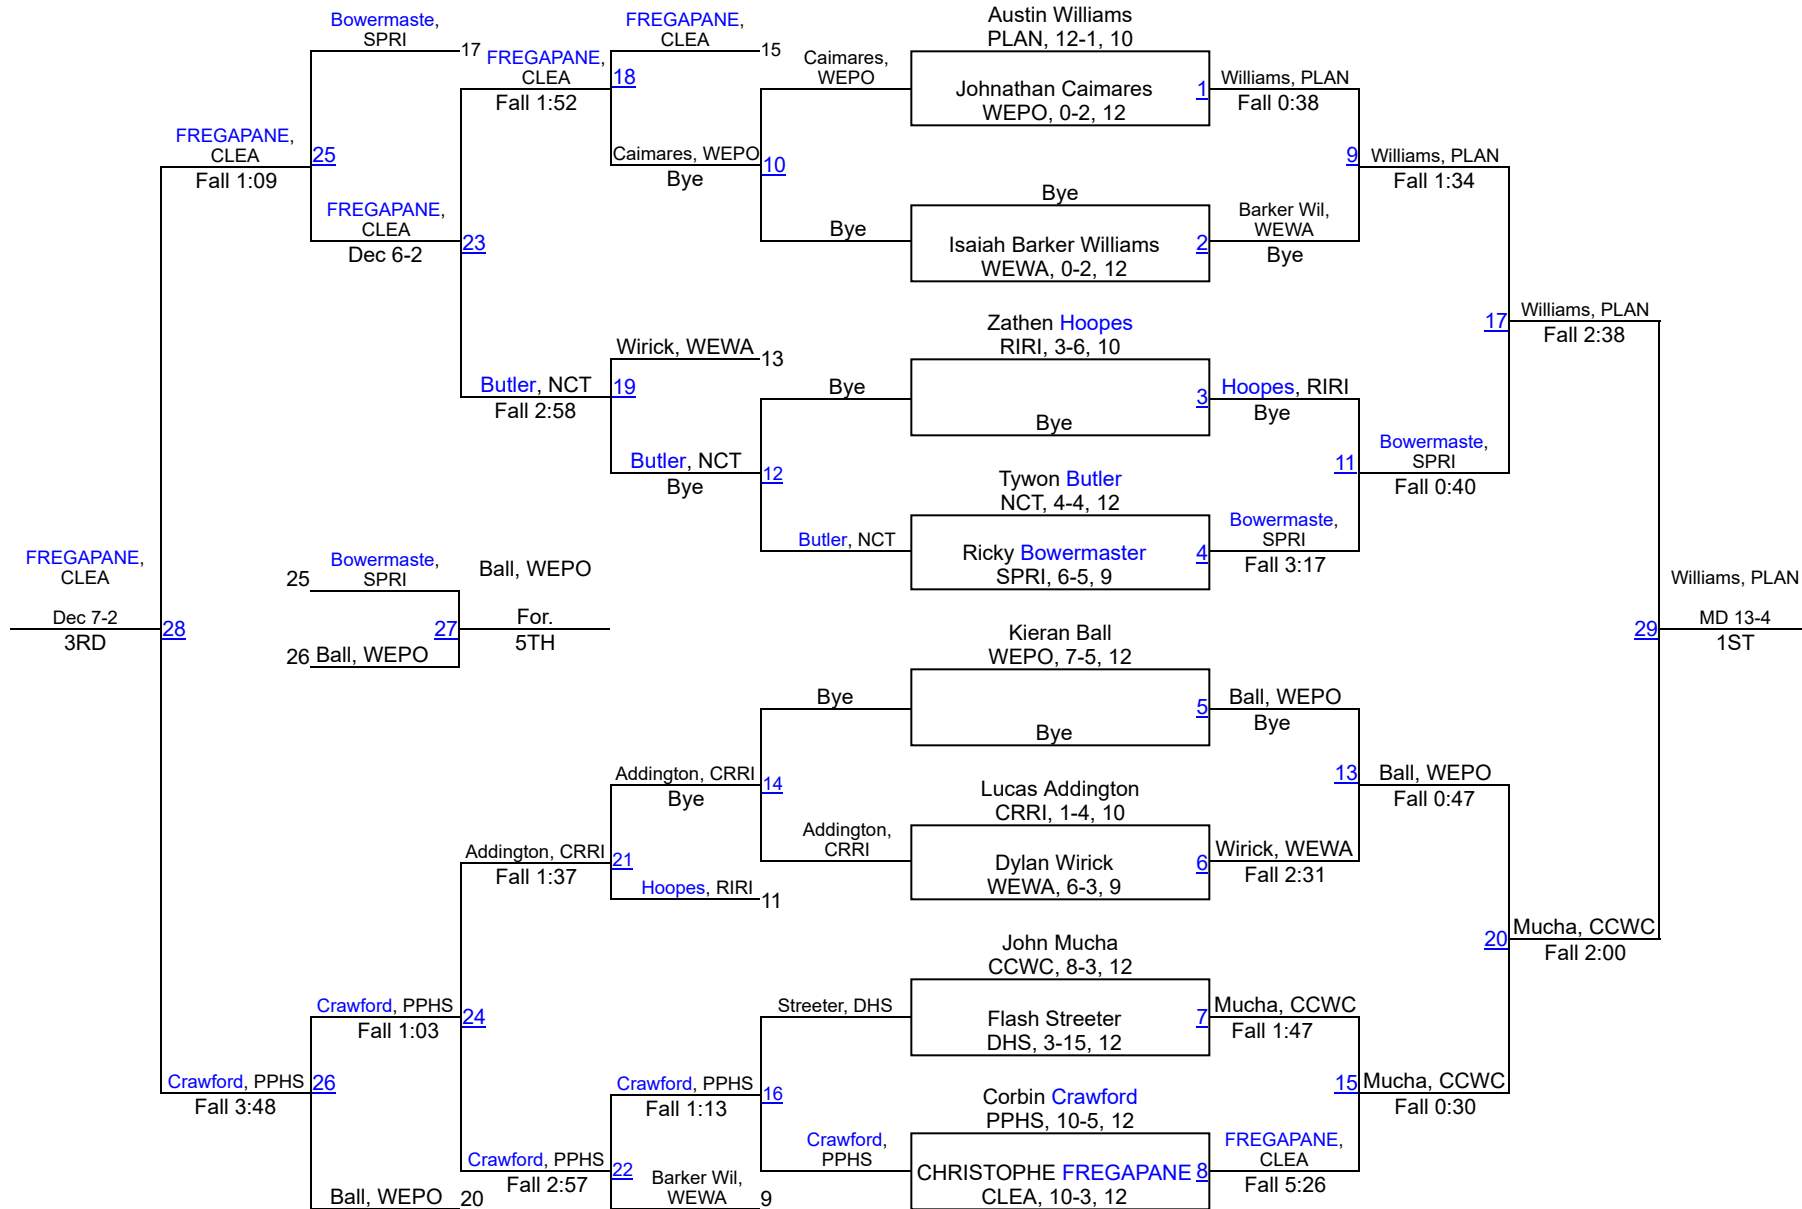 Bowermaste,
SPRI
17
FREGAPANE,
CLEA
Fall 1:52
FREGAPANE,
CLEA
15
18
Caimares,
WEPO
Austin Williams
PLAN, 12-1, 10
Johnathan Caimares
WEPO, 0-2, 12
1
Williams, PLAN
Fall 0:38
FREGAPANE,
CLEA
Fall 1:09
25
FREGAPANE,
CLEA
Dec 6-2
23
Caimares, WEPO
Bye
10
Bye
Bye
Isaiah Barker Williams
WEWA, 0-2, 12
2
Barker Wil,
WEWA
Bye
9
Williams, PLAN
Fall 1:34
Wirick, WEWA
13
Butler, NCT
Fall 2:58
19
Bye
Zathen Hoopes
RIRI, 3-6, 10
Bye
3
Hoopes, RIRI
Bye
17
Williams, PLAN
Fall 2:38
Butler, NCT
Bye
12
Butler, NCT
Tywon Butler
NCT, 4-4, 12
Ricky Bowermaster
SPRI, 6-5, 9
4
Bowermaste,
SPRI
Fall 3:17
11
Bowermaste,
SPRI
Fall 0:40
FREGAPANE,
CLEA
Dec 7-2
3RD
28
25
Bowermaste,
SPRI
26
Ball, WEPO
27
Ball, WEPO
For.
5TH
29
Williams, PLAN
MD 13-4
1ST
Bye
Kieran Ball
WEPO, 7-5, 12
Bye
5
Ball, WEPO
Bye
Addington, CRRI
Bye
14
Addington,
CRRI
Lucas Addington
CRRI, 1-4, 10
Dylan Wirick
WEWA, 6-3, 9
6
Wirick, WEWA
Fall 2:31
13
Ball, WEPO
Fall 0:47
Addington, CRRI
Fall 1:37
21
Hoopes, RIRI
11
20
Mucha, CCWC
Fall 2:00
Crawford, PPHS
Fall 1:03
24
Streeter, DHS
John Mucha
CCWC, 8-3, 12
Flash Streeter
DHS, 3-15, 12
7
Mucha, CCWC
Fall 1:47
Crawford, PPHS
Fall 3:48
26
Crawford, PPHS
Fall 1:13
16
Crawford,
PPHS
Corbin Crawford
PPHS, 10-5, 12
CHRISTOPHE FREGAPANE
CLEA, 10-3, 12
8
FREGAPANE,
CLEA
Fall 5:26
15
Mucha, CCWC
Fall 0:30
Crawford, PPHS
Fall 2:57
22
Barker Wil,
WEWA
9
Ball, WEPO
20